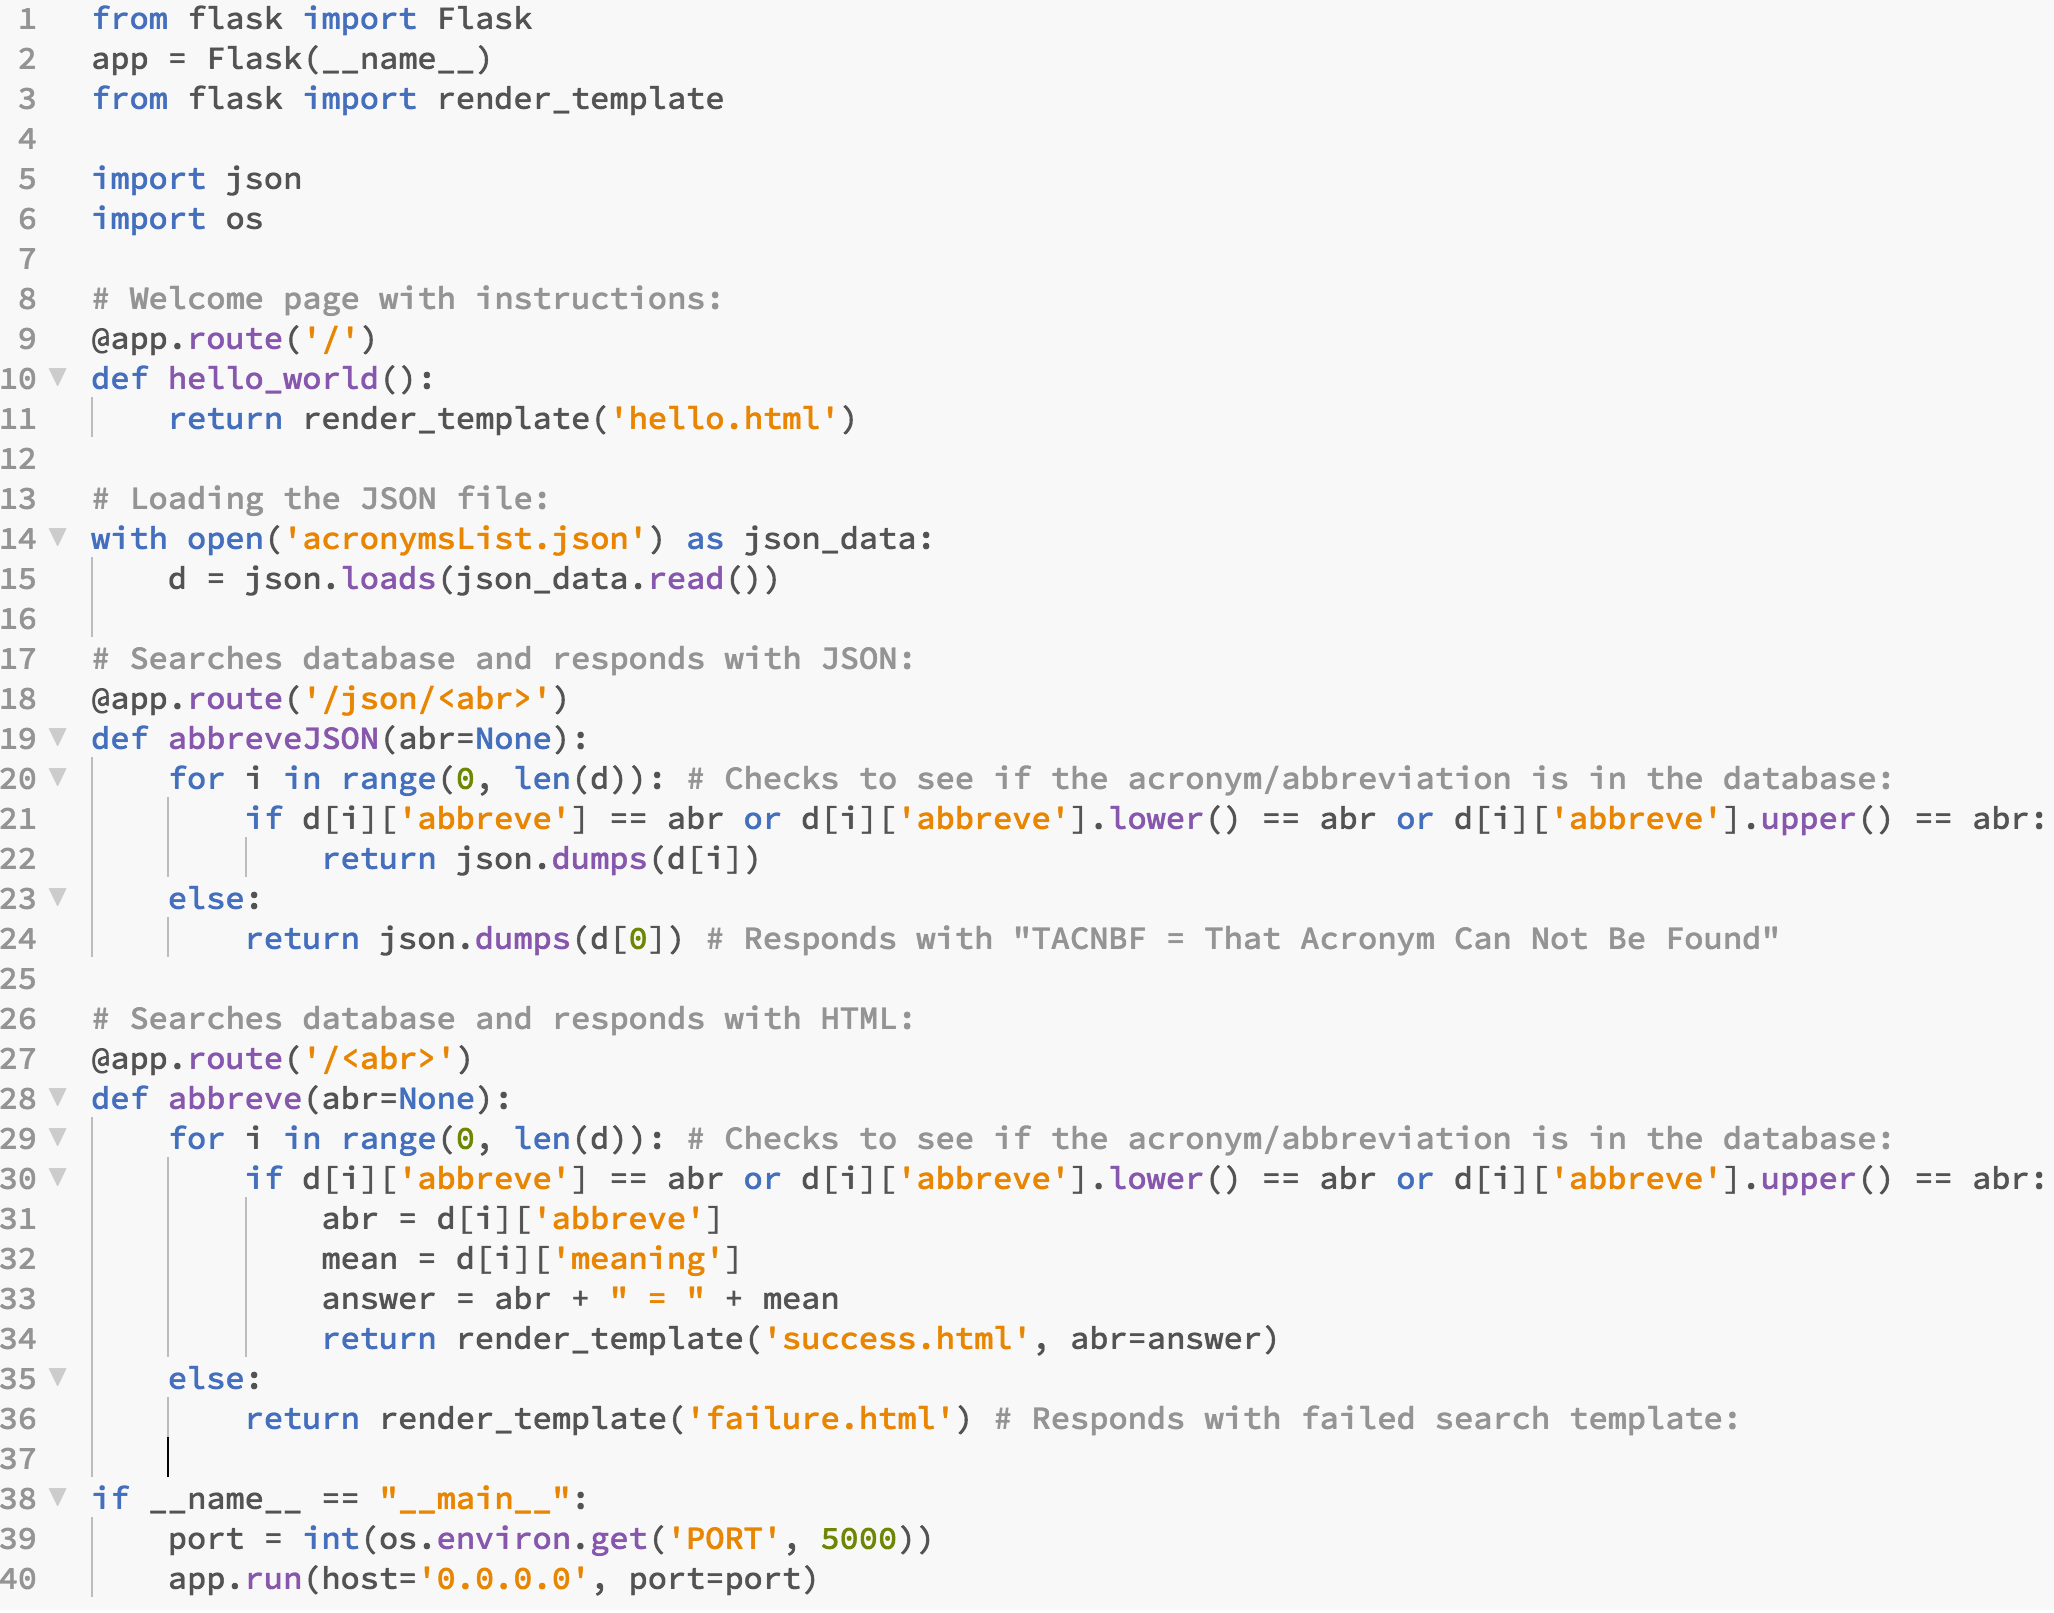 1 from flask import Flask
2 app = Flask(__name__)
3 from flask import render_template
4
5 import json
6 import os
7
8 # Welcome page with instructions:
9 @app.route('/')
10 def hello_world():
11     return render_template('hello.html')
12
13 # Loading the JSON file:
14 with open('acronymsList.json') as json_data:
15     d = json.loads(json_data.read())
16
17 # Searches database and responds with JSON:
18 @app.route('/json/<abr>')
19 def abbreveJSON(abr=None):
20     for i in range(0, len(d)): # Checks to see if the acronym/abbreviation is in the database:
21         if d[i]['abbreve'] == abr or d[i]['abbreve'].lower() == abr or d[i]['abbreve'].upper() == abr:
22             return json.dumps(d[i])
23     else:
24         return json.dumps(d[0]) # Responds with "TACNBF = That Acronym Can Not Be Found"
25
26 # Searches database and responds with HTML:
27 @app.route('/<abr>')
28 def abbreve(abr=None):
29     for i in range(0, len(d)): # Checks to see if the acronym/abbreviation is in the database:
30         if d[i]['abbreve'] == abr or d[i]['abbreve'].lower() == abr or d[i]['abbreve'].upper() == abr:
31             abr = d[i]['abbreve']
32             mean = d[i]['meaning']
33             answer = abr + " = " + mean
34             return render_template('success.html', abr=answer)
35     else:
36         return render_template('failure.html') # Responds with failed search template:
37
38 if __name__ == "__main__":
39     port = int(os.environ.get('PORT', 5000))
40     app.run(host='0.0.0.0', port=port)